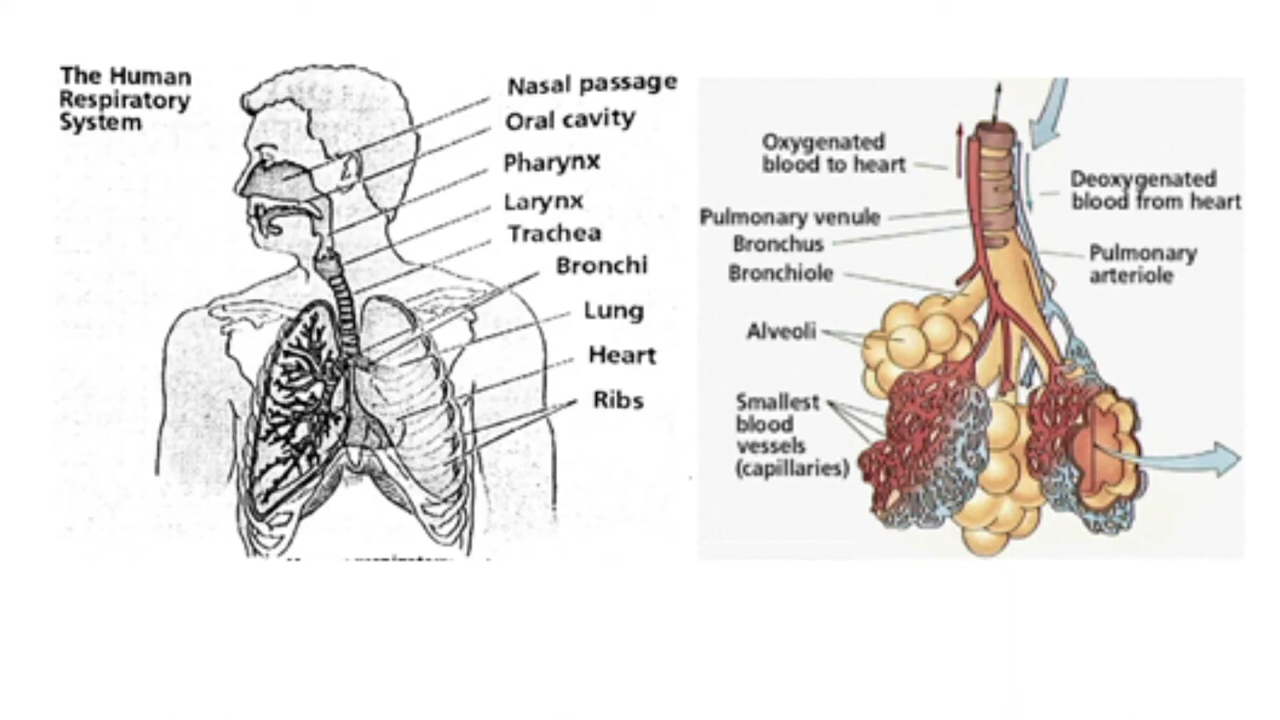 The Human
Respiratory
System
Nasal passage
Oral cavity
Pharynx
Larynx
Trachea
Bronchi
Lung
Heart
Ribs
Oxygenated
blood to heart
Deoxygenated
blood from heart
Pulmonary venule
Bronchus
Bronchiole
Pulmonary
arteriole
Alveoli
Smallest
blood
vessels
(capillaries)